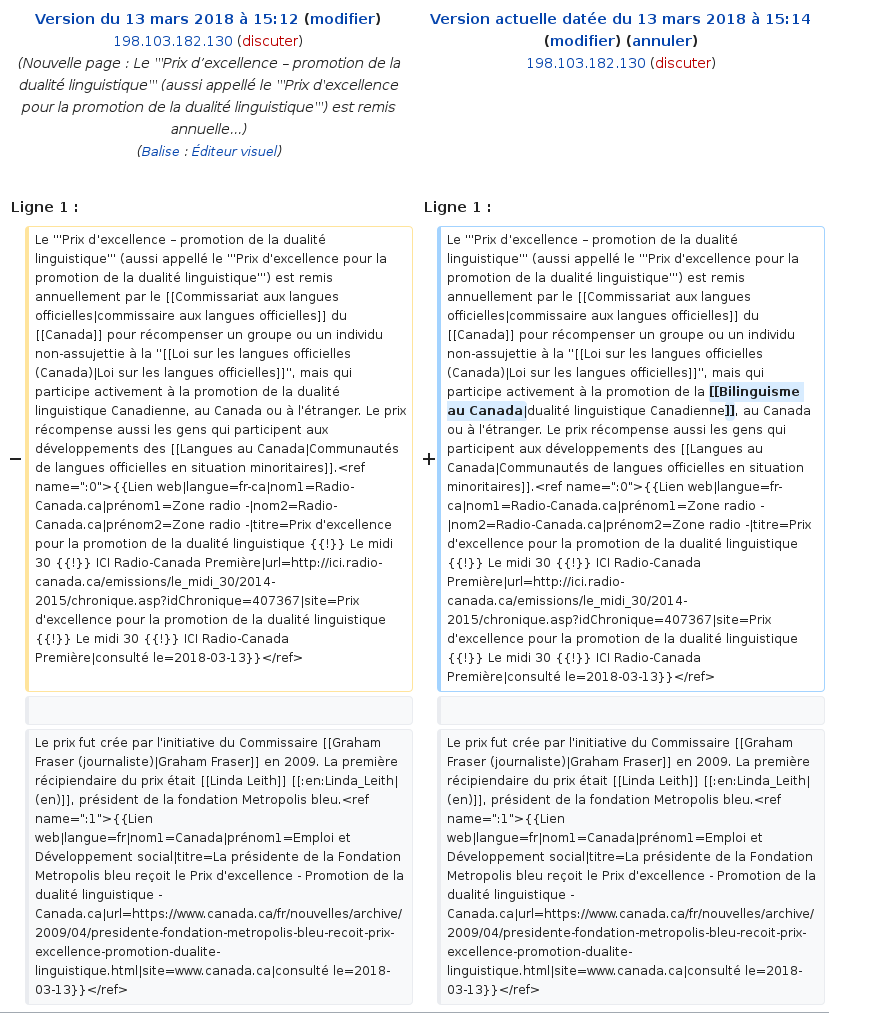 Version du 13 mars 2018 à 15:12 (modifier)
198.103.182.130 (discuter)
(Nouvelle page : Le '''Prix d’excellence – promotion de la
dualité linguistique''' (aussi appellé le '''Prix d'excellence
pour la promotion de la dualité linguistique''') est remis
annuelle...)
(Balise : Éditeur visuel)
Version actuelle datée du 13 mars 2018 à 15:14
(modifier) (annuler)
198.103.182.130 (discuter)
Ligne 1 :
Ligne 1 :
−
Le '''Prix d’excellence – promotion de la dualité
linguistique''' (aussi appellé le '''Prix d'excellence pour la
promotion de la dualité linguistique''') est remis
annuellement par le [[Commissariat aux langues
officielles|commissaire aux langues officielles]] du
[[Canada]] pour récompenser un groupe ou un individu
non-assujettie à la ''[[Loi sur les langues officielles
(Canada)|Loi sur les langues officielles]]'', mais qui
participe activement à la promotion de la dualité
linguistique Canadienne, au Canada ou à l'étranger. Le prix
récompense aussi les gens qui participent aux
développements des [[Langues au Canada|Communautés
de langues officielles en situation minoritaires]].<ref
name=":0">{{Lien web|langue=fr-ca|nom1=Radio-
Canada.ca|prénom1=Zone radio -|nom2=Radio-
Canada.ca|prénom2=Zone radio -|titre=Prix d'excellence
pour la promotion de la dualité linguistique {{!}} Le midi
30 {{!}} ICI Radio-Canada Première|url=http://ici.radio-
canada.ca/emissions/le_midi_30/2014-
2015/chronique.asp?idChronique=407367|site=Prix
d'excellence pour la promotion de la dualité linguistique
{{!}} Le midi 30 {{!}} ICI Radio-Canada
Première|consulté le=2018-03-13}}</ref>
+
Le '''Prix d’excellence – promotion de la dualité
linguistique''' (aussi appellé le '''Prix d'excellence pour la
promotion de la dualité linguistique''') est remis
annuellement par le [[Commissariat aux langues
officielles|commissaire aux langues officielles]] du
[[Canada]] pour récompenser un groupe ou un individu
non-assujettie à la ''[[Loi sur les langues officielles
(Canada)|Loi sur les langues officielles]]'', mais qui
participe activement à la promotion de la [[Bilinguisme
au Canada|dualité linguistique Canadienne]], au Canada
ou à l'étranger. Le prix récompense aussi les gens qui
participent aux développements des [[Langues au
Canada|Communautés de langues officielles en situation
minoritaires]].<ref name=":0">{{Lien web|langue=fr-
ca|nom1=Radio-Canada.ca|prénom1=Zone radio -
|nom2=Radio-Canada.ca|prénom2=Zone radio -|titre=Prix
d'excellence pour la promotion de la dualité linguistique
{{!}} Le midi 30 {{!}} ICI Radio-Canada
Première|url=http://ici.radio-
canada.ca/emissions/le_midi_30/2014-
2015/chronique.asp?idChronique=407367|site=Prix
d'excellence pour la promotion de la dualité linguistique
{{!}} Le midi 30 {{!}} ICI Radio-Canada
Première|consulté le=2018-03-13}}</ref>
Le prix fut crée par l'initiative du Commissaire [[Graham
Fraser (journaliste)|Graham Fraser]] en 2009. La première
récipiendaire du prix était [[Linda Leith]] [[:en:Linda_Leith|
(en)]], président de la fondation Metropolis bleu.<ref
name=":1">{{Lien
web|langue=fr|nom1=Canada|prénom1=Emploi et
Développement social|titre=La présidente de la Fondation
Metropolis bleu reçoit le Prix d'excellence - Promotion de la
dualité linguistique -
Canada.ca|url=https://www.canada.ca/fr/nouvelles/archive/
2009/04/presidente-fondation-metropolis-bleu-recoit-prix-
excellence-promotion-dualite-
linguistique.html|site=www.canada.ca|consulté le=2018-
03-13}}</ref>
Le prix fut crée par l'initiative du Commissaire [[Graham
Fraser (journaliste)|Graham Fraser]] en 2009. La première
récipiendaire du prix était [[Linda Leith]] [[:en:Linda_Leith|
(en)]], président de la fondation Metropolis bleu.<ref
name=":1">{{Lien
web|langue=fr|nom1=Canada|prénom1=Emploi et
Développement social|titre=La présidente de la Fondation
Metropolis bleu reçoit le Prix d'excellence - Promotion de la
dualité linguistique -
Canada.ca|url=https://www.canada.ca/fr/nouvelles/archive/
2009/04/presidente-fondation-metropolis-bleu-recoit-prix-
excellence-promotion-dualite-
linguistique.html|site=www.canada.ca|consulté le=2018-
03-13}}</ref>